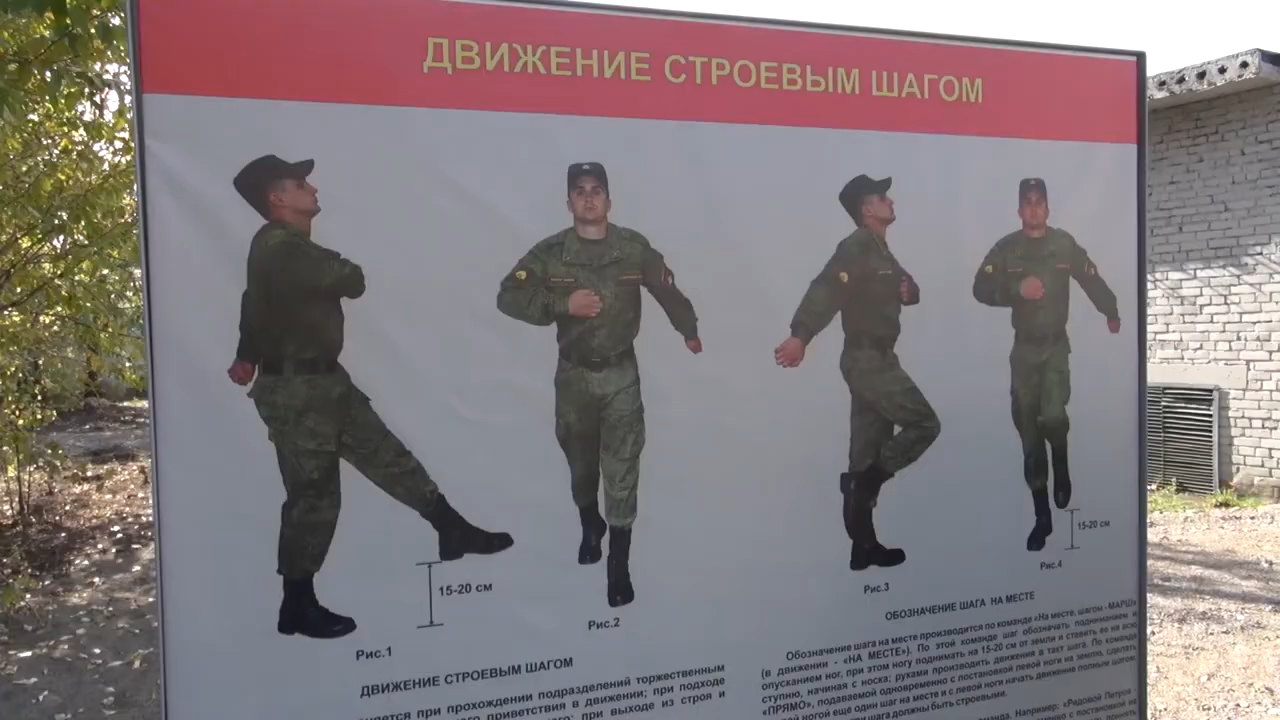 ДВИЖЕНИЕ СТРОЕВЫМ ШАГОМ
15-20 см
15-20 см
Рис.1
Рис.2
Рис.3
Рис.4
ДВИЖЕНИЕ СТРОЕВЫМ ШАГОМ
при прохождении подразделений торжественным
приветствия в движении; при подходе
при выходе из строя и
ОБОЗНАЧЕНИЕ ШАГА НА МЕСТЕ
Обозначение шага на месте производится по команде «На месте, шагом - МАРШ»
(в движении - «НА МЕСТЕ»). По этой команде шаг обозначать подниманием и
опусканием ног, при этом ногу поднимать на 15-20 см от земли и ставить ее на всю
ступню, начиная с носка; руками производить движения в такт шага. По команде
«ПРЯМО», подаваемой одновременно с постановкой левой ноги на землю, сделать
ногой еще один шаг на месте и с левой ноги начать движение полным шагом.
шага должны быть строевыми.
Например: «Рядовой Петров